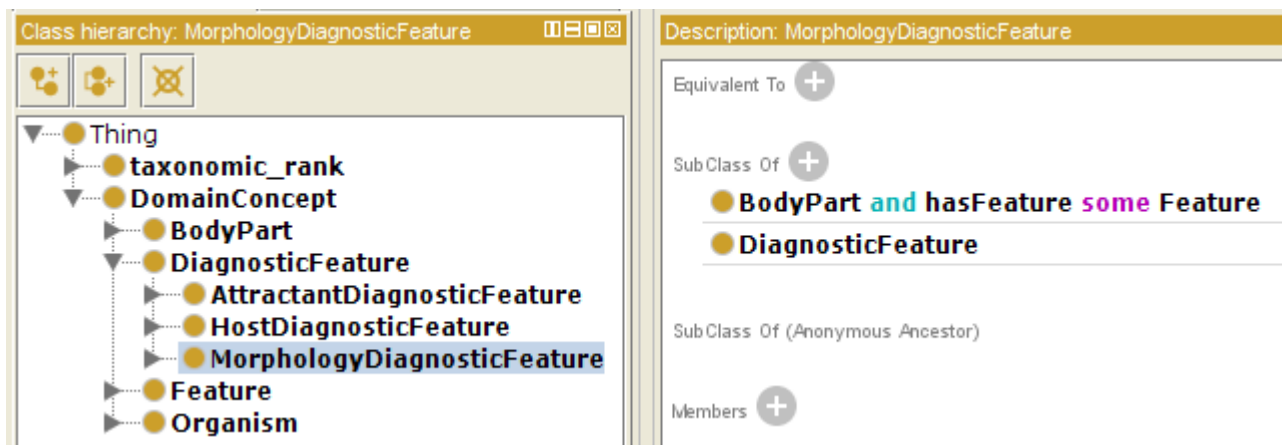 Class hierarchy: MorphologyDiagnosticFeature
Thing
taxonomic_rank
DomainConcept
BodyPart
DiagnosticFeature
AttractantDiagnosticFeature
HostDiagnosticFeature
MorphologyDiagnosticFeature
Feature
Organism
Description: MorphologyDiagnosticFeature
Equivalent To
SubClass Of
BodyPart and hasFeature some Feature
DiagnosticFeature
SubClass Of (Anonymous Ancestor)
Members